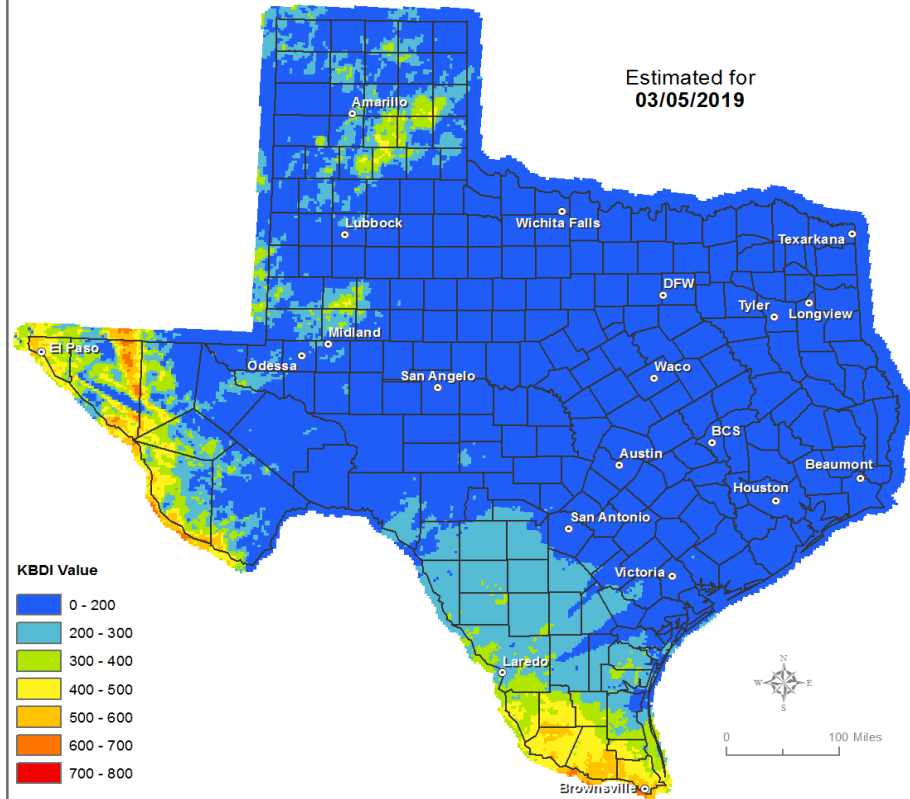 Estimated for
03/05/2019
Amarillo
Lubbock
Wichita Falls
Texarkana
DFW
Tyler
Longview
Midland
El Paso
Odessa
San Angelo
Waco
BCS
Austin
Beaumont
Houston
San Antonio
Victoria
Laredo
Brownsville
KBDI Value
0 - 200
200 - 300
300 - 400
400 - 500
500 - 600
600 - 700
700 - 800
N
W E
S
0 100 Miles